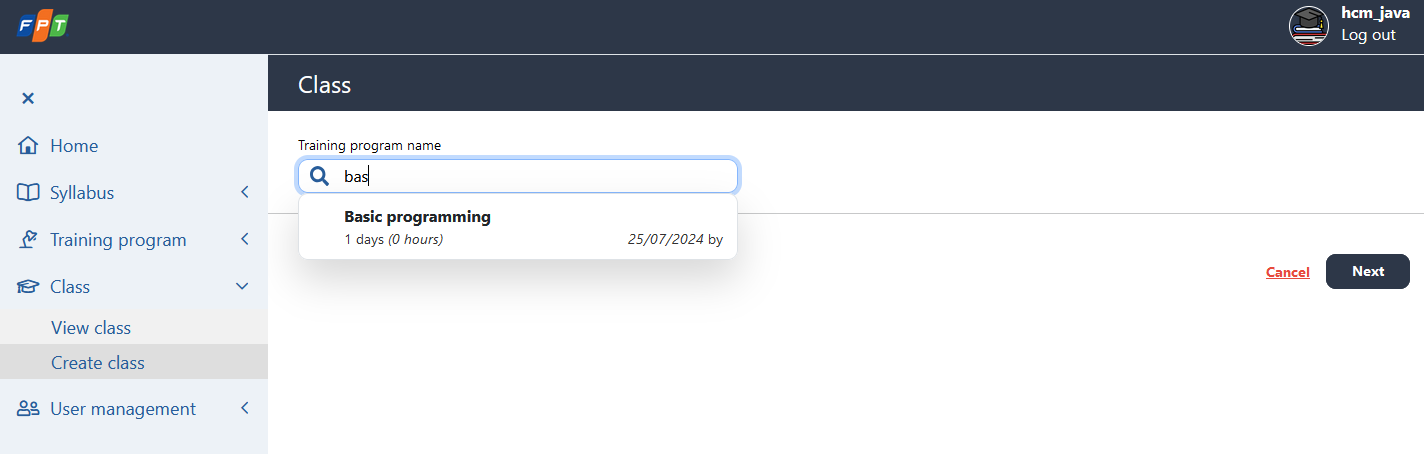 FPT
hcm_java
Log out
Class
Home
Syllabus
Training program
Class
View class
Create class
User management
Training program name
bas
Basic programming
1 days (0 hours) 25/07/2024 by
Cancel Next